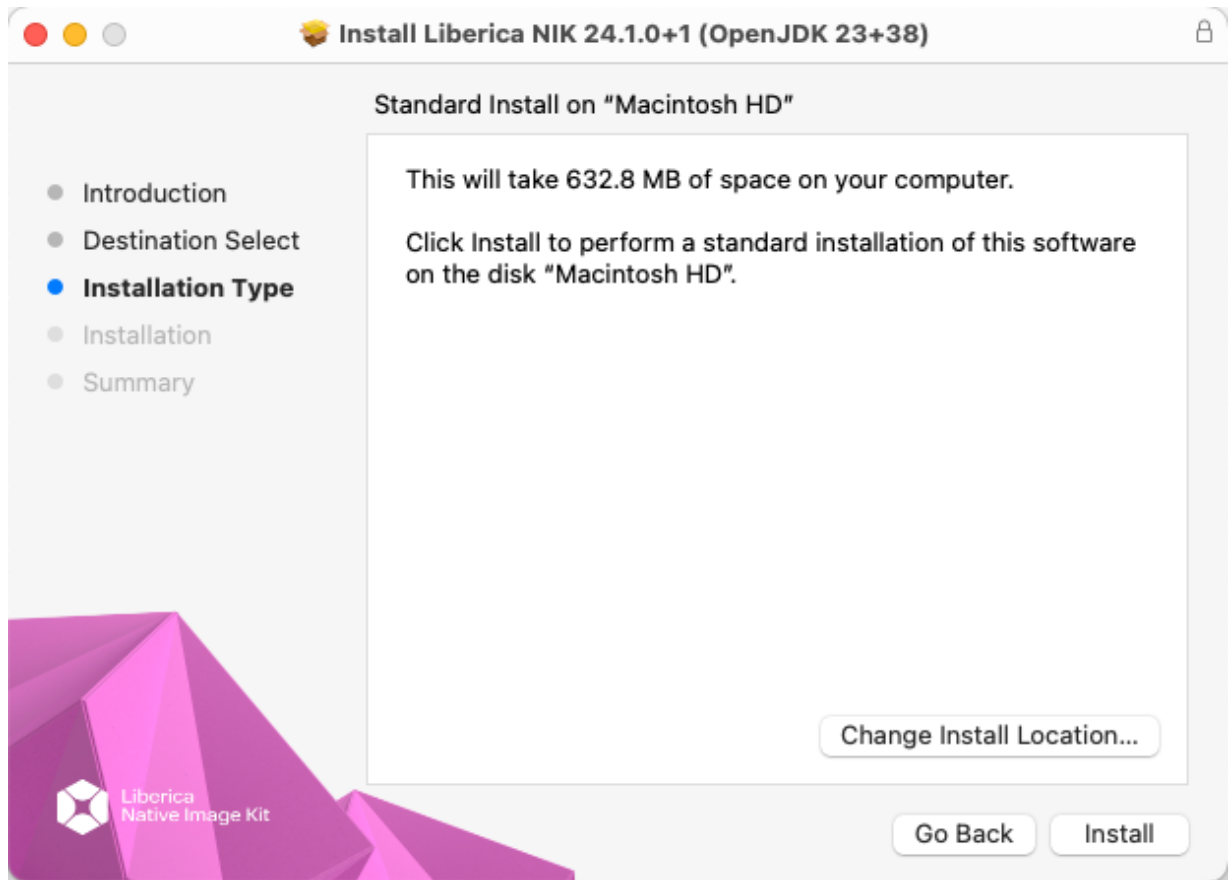 Install Liberica NIK 24.1.0+1 (OpenJDK 23+38)
Standard Install on “Macintosh HD”
Introduction
Destination Select
Installation Type
Installation
Summary
This will take 632.8 MB of space on your computer.
Click Install to perform a standard installation of this software
on the disk “Macintosh HD”.
Change Install Location...
Liberica
Native Image Kit
Go Back
Install